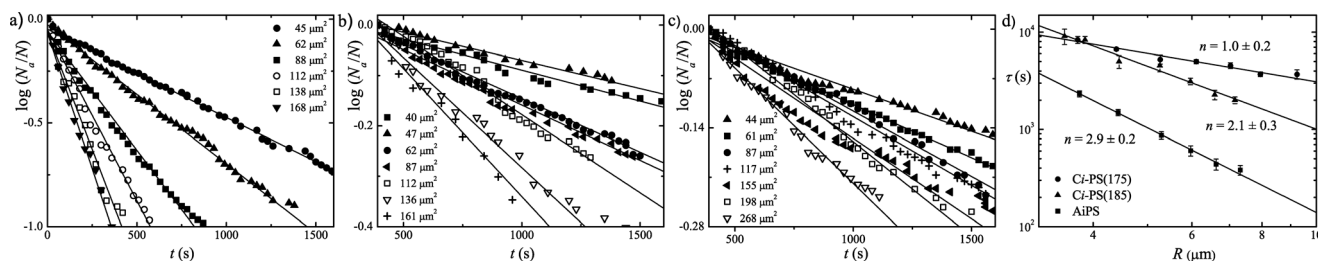 a)
log (Nₐ/N)
0.0
-0.5
-1.0
0
500
1000
1500
t (s)
45 μm²
62 μm²
88 μm²
112 μm²
138 μm²
168 μm²
b)
log (Nₐ/N)
0.0
-0.2
-0.4
500
1000
1500
t (s)
40 μm²
47 μm²
62 μm²
87 μm²
112 μm²
136 μm²
161 μm²
c)
log (Nₐ/N)
0.00
-0.14
-0.28
500
1000
1500
t (s)
44 μm²
61 μm²
87 μm²
117 μm²
155 μm²
198 μm²
268 μm²
d)
τ (s)
10⁴
10³
10²
4
6
8
10
R (μm)
n = 1.0 ± 0.2
n = 2.1 ± 0.3
n = 2.9 ± 0.2
Ci-PS(175)
Ci-PS(185)
AiPS